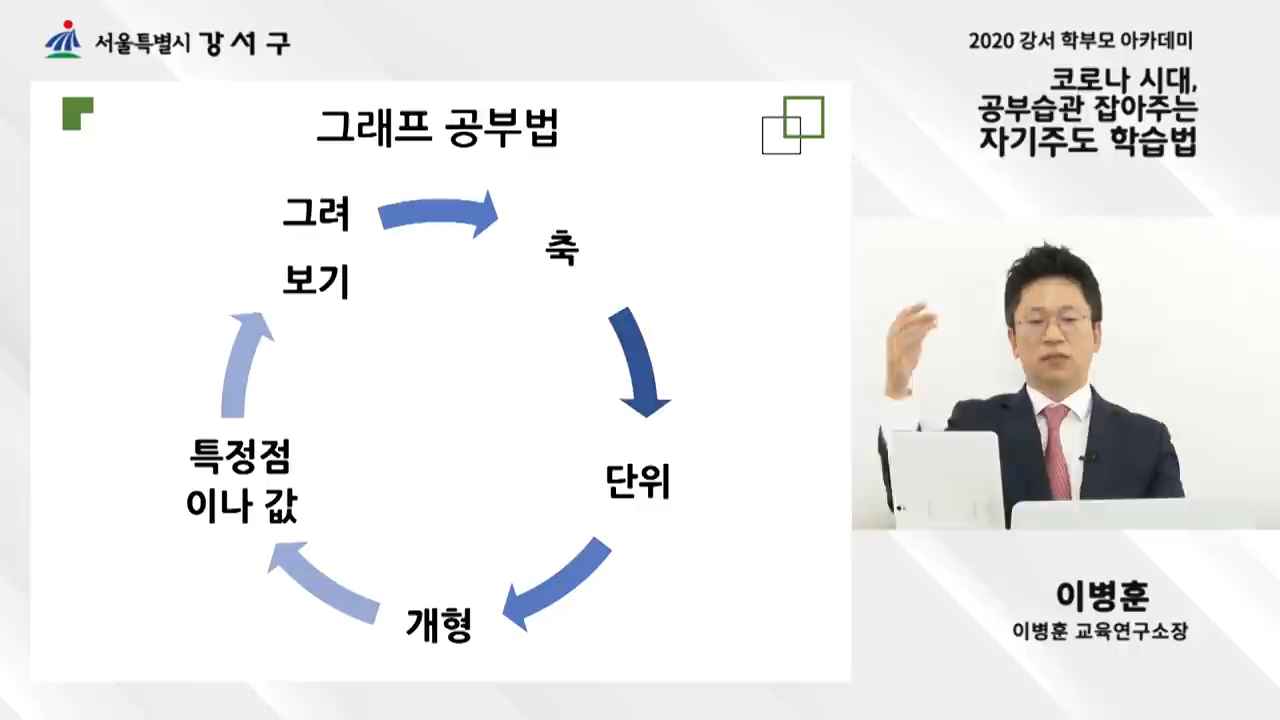 서울특별시 강서구
2020 강서 학부모 아카데미
코로나 시대,
공부습관 잡아주는
자기주도 학습법
그래프 공부법
그려
보기
축
단위
개형
특정점
이나 값
이병훈
이병훈 교육연구소장